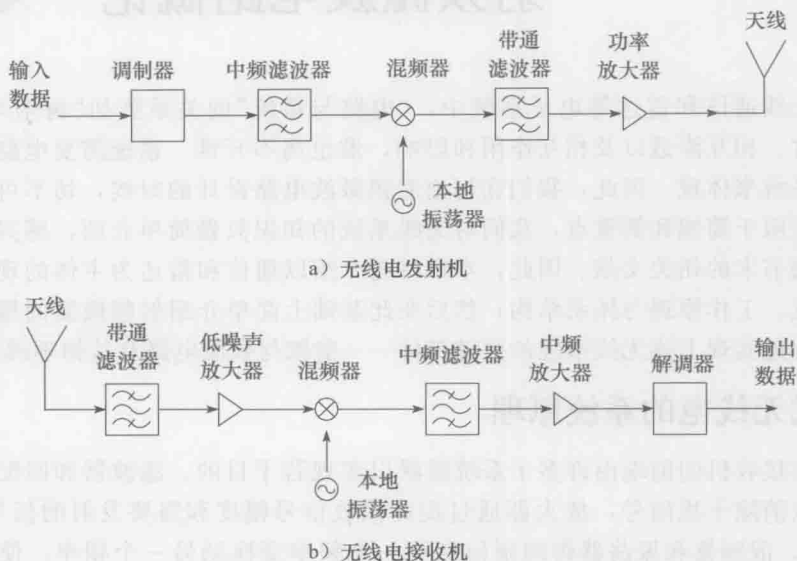 输入
数据
调制器
中频滤波器
混频器
带通
滤波器
功率
放大器
天线
本地
振荡器
a) 无线电发射机
天线
带通
滤波器
低噪声
放大器
混频器
中频滤波器
中频
放大器
解调器
输出
数据
本地
振荡器
b) 无线电接收机